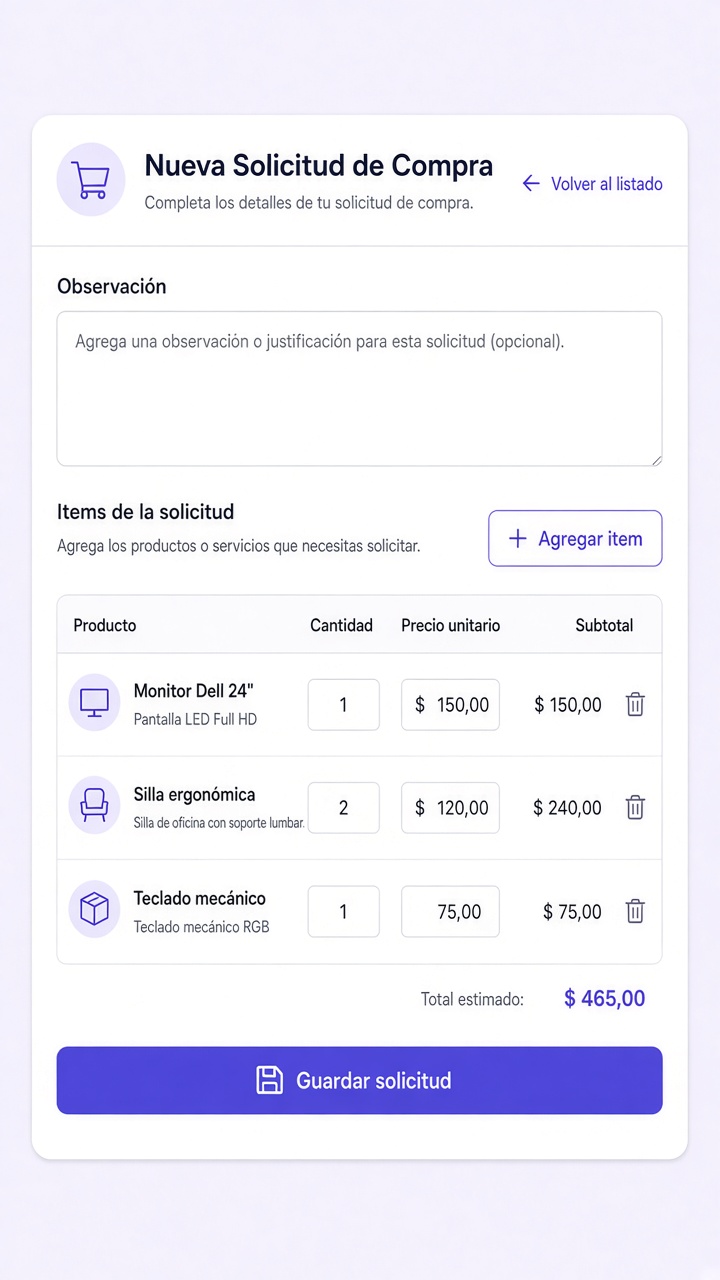 Nueva Solicitud de Compra
Completa los detalles de tu solicitud de compra.
Volver al listado
Observación
Agrega una observación o justificación para esta solicitud (opcional).
Items de la solicitud
Agrega los productos o servicios que necesitas solicitar.
Agregar item
Producto Cantidad Precio unitario Subtotal
Monitor Dell 24"
Pantalla LED Full HD
1 $ 150,00 $ 150,00
Silla ergonómica
Silla de oficina con soporte lumbar.
2 $ 120,00 $ 240,00
Teclado mecánico
Teclado mecánico RGB
1 75,00 $ 75,00
Total estimado: $ 465,00
Guardar solicitud